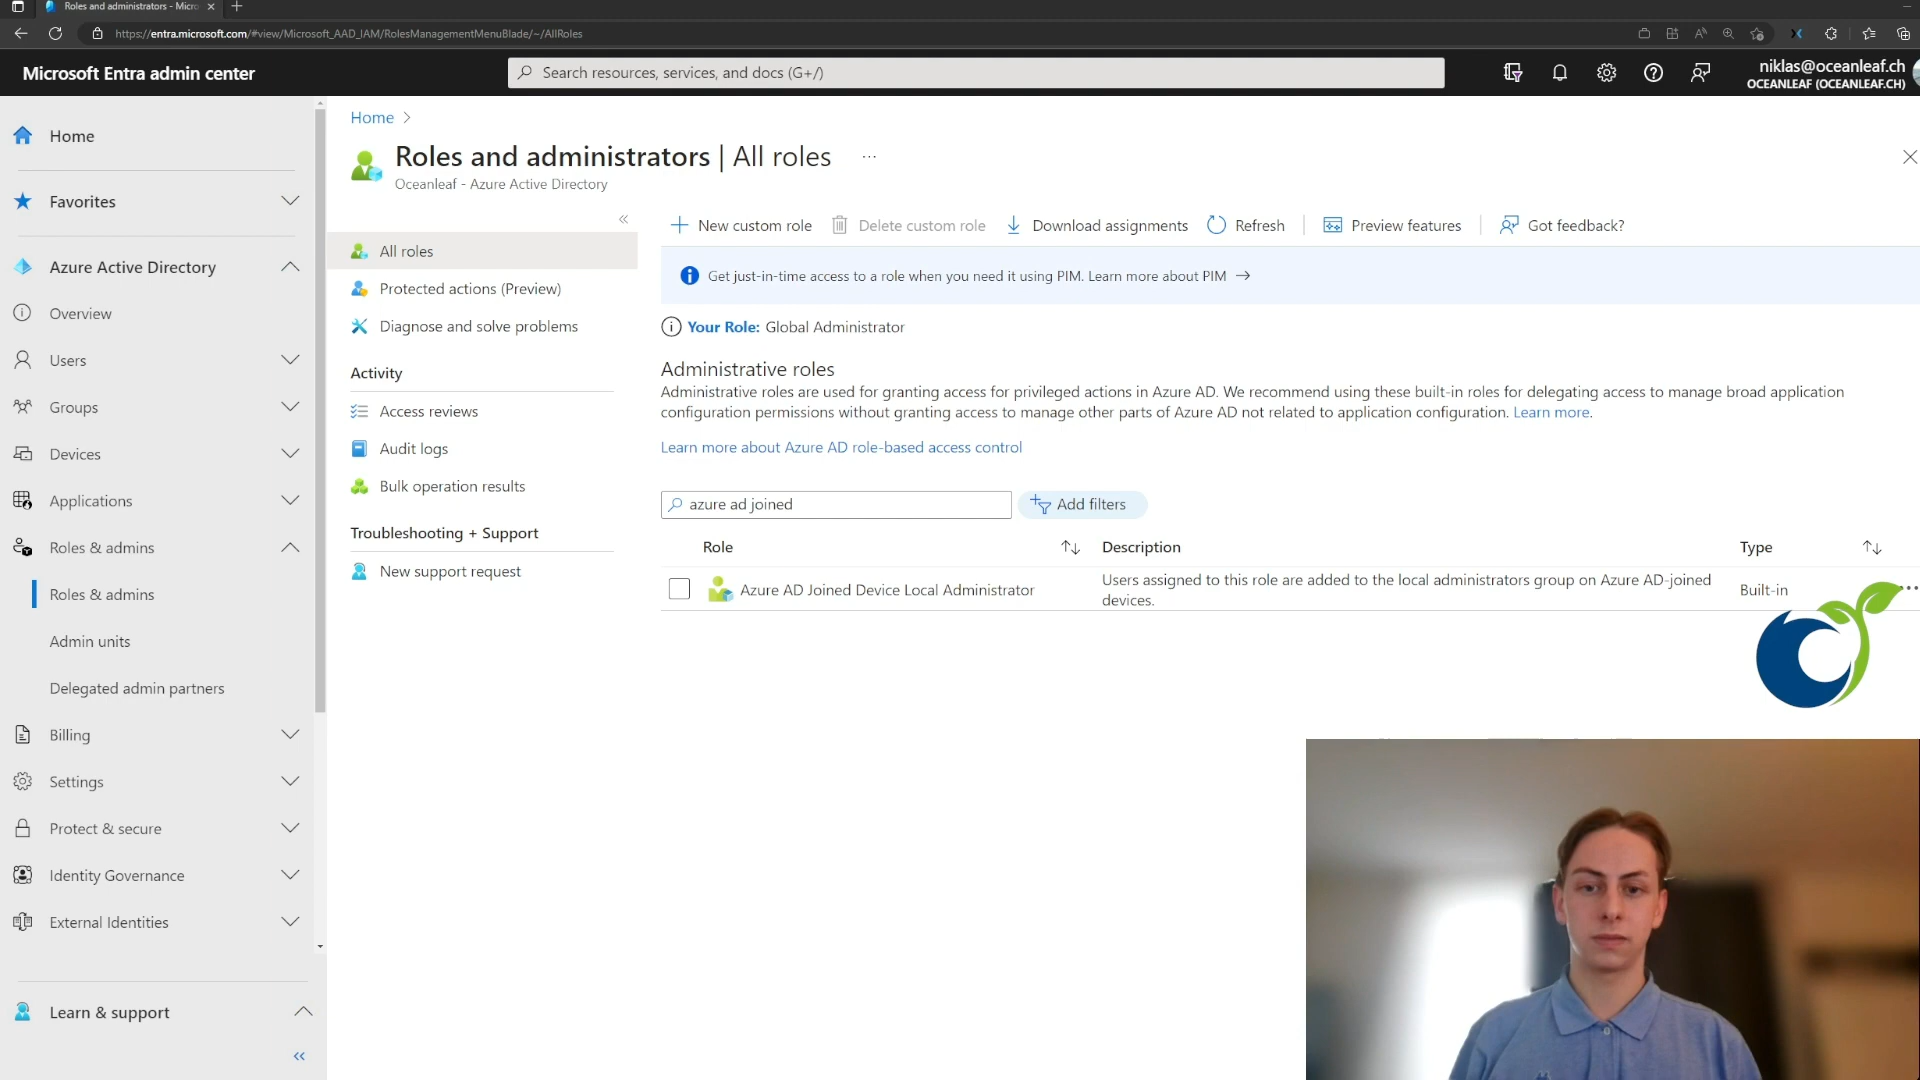 Roles and administrators - Micro
https://entra.microsoft.com/#view/Microsoft_AAD_IAM/RolesManagementMenuBlade/~/AllRoles
Microsoft Entra admin center
Search resources, services, and docs (G+/)
niklas@oceanleaf.ch
OCEANLEAF (OCEANLEAF.CH)
Home
Favorites
Azure Active Directory
Overview
Users
Groups
Devices
Applications
Roles & admins
Roles & admins
Admin units
Delegated admin partners
Billing
Settings
Protect & secure
Identity Governance
External Identities
Learn & support
Home
Roles and administrators | All roles
Oceanleaf - Azure Active Directory
All roles
Protected actions (Preview)
Diagnose and solve problems
Activity
Access reviews
Audit logs
Bulk operation results
Troubleshooting + Support
New support request
New custom role
Delete custom role
Download assignments
Refresh
Preview features
Got feedback?
Get just-in-time access to a role when you need it using PIM. Learn more about PIM
Your Role: Global Administrator
Administrative roles
Administrative roles are used for granting access for privileged actions in Azure AD. We recommend using these built-in roles for delegating access to manage broad application
configuration permissions without granting access to manage other parts of Azure AD not related to application configuration. Learn more.
Learn more about Azure AD role-based access control
azure ad joined
Add filters
Role
Description
Type
Azure AD Joined Device Local Administrator
Users assigned to this role are added to the local administrators group on Azure AD-joined
devices.
Built-in